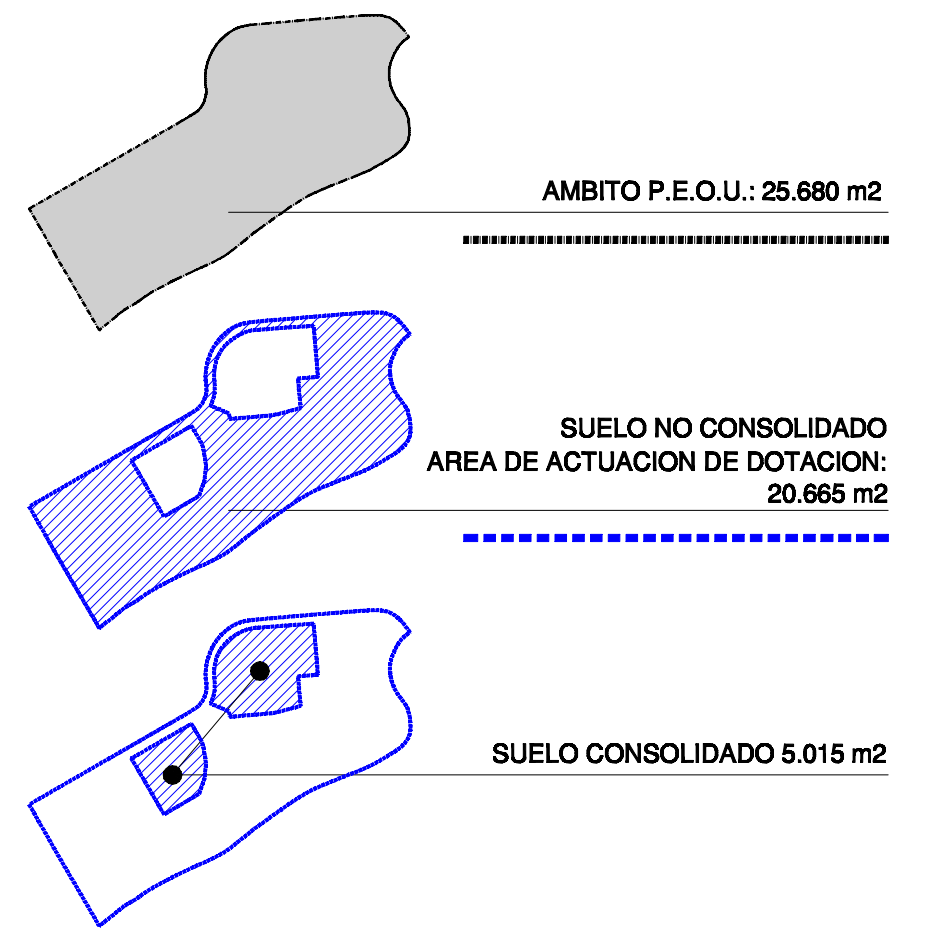 AMBITO P.E.O.U.: 25.680 m2
SUELO NO CONSOLIDADO
AREA DE ACTUACION DE DOTACION:
20.665 m2
SUELO CONSOLIDADO 5.015 m2